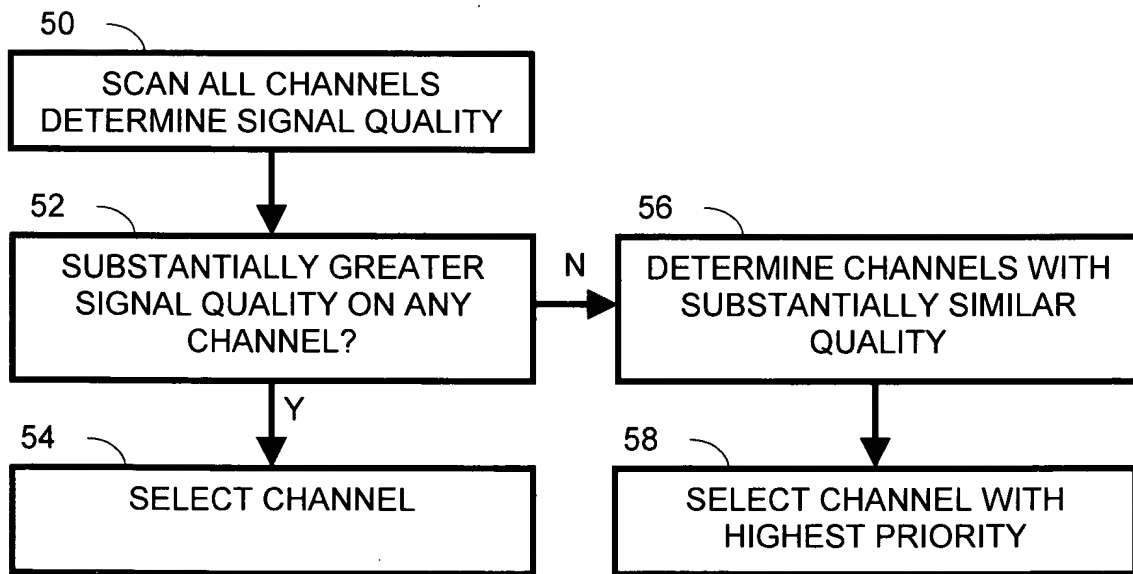 50
SCAN ALL CHANNELS
DETERMINE SIGNAL QUALITY
52
SUBSTANTIALLY GREATER
SIGNAL QUALITY ON ANY
CHANNEL?
N
Y
56
DETERMINE CHANNELS WITH
SUBSTANTIALLY SIMILAR
QUALITY
54
SELECT CHANNEL
58
SELECT CHANNEL WITH
HIGHEST PRIORITY